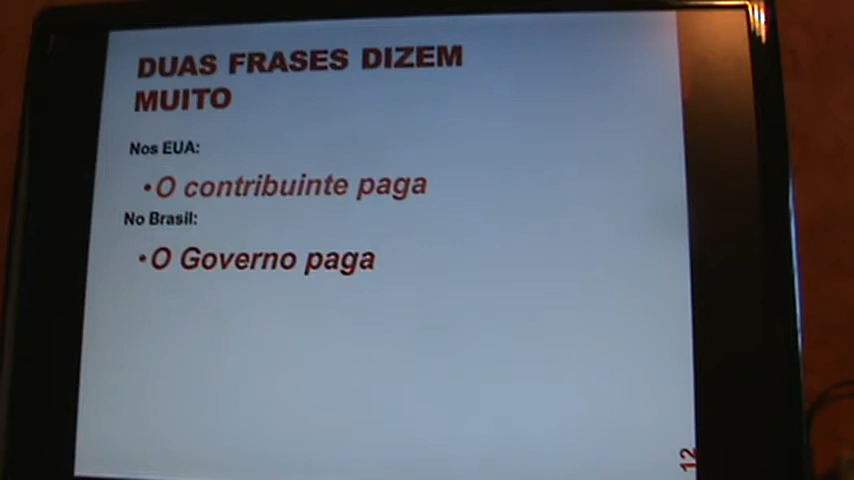 DUAS FRASES DIZEM
MUITO
Nos EUA:
•O contribuinte paga
No Brasil:
•O Governo paga
12